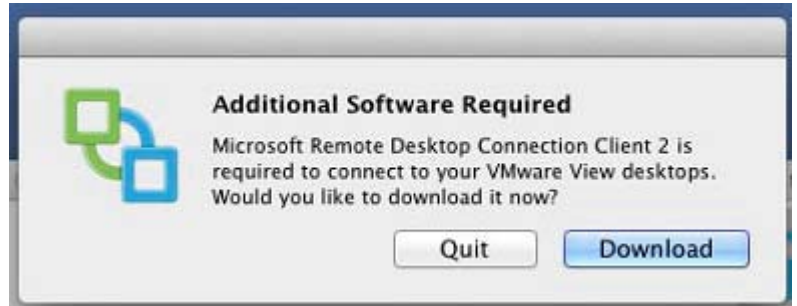 Additional Software Required
Microsoft Remote Desktop Connection Client 2 is
required to connect to your VMware View desktops.
Would you like to download it now?
Quit Download